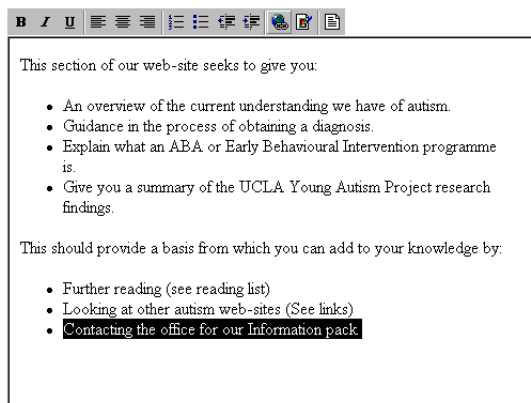 B I U
This section of our web-site seeks to give you:
• An overview of the current understanding we have of autism.
• Guidance in the process of obtaining a diagnosis.
• Explain what an ABA or Early Behavioural Intervention programme
is.
• Give you a summary of the UCLA Young Autism Project research
findings.
This should provide a basis from which you can add to your knowledge by:
• Further reading (see reading list)
• Looking at other autism web-sites (See links)
• Contacting the office for our Information pack